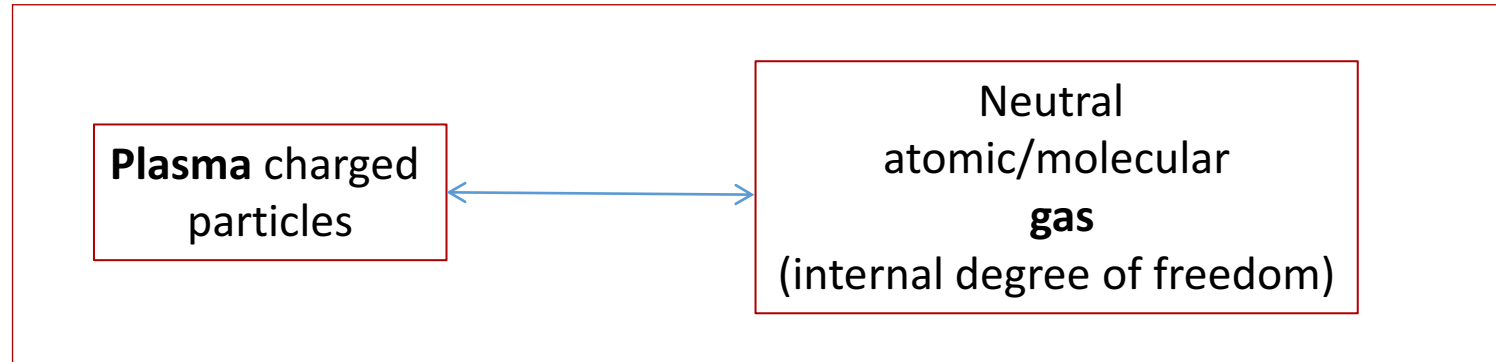 Plasma charged
particles
Neutral
atomic/molecular
gas
(internal degree of freedom)